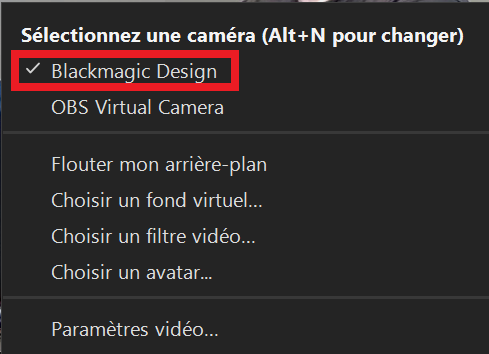 Sélectionnez une caméra (Alt+N pour changer)
Blackmagic Design
OBS Virtual Camera
Flouter mon arrière-plan
Choisir un fond virtuel...
Choisir un filtre vidéo...
Choisir un avatar...
Paramètres vidéo...